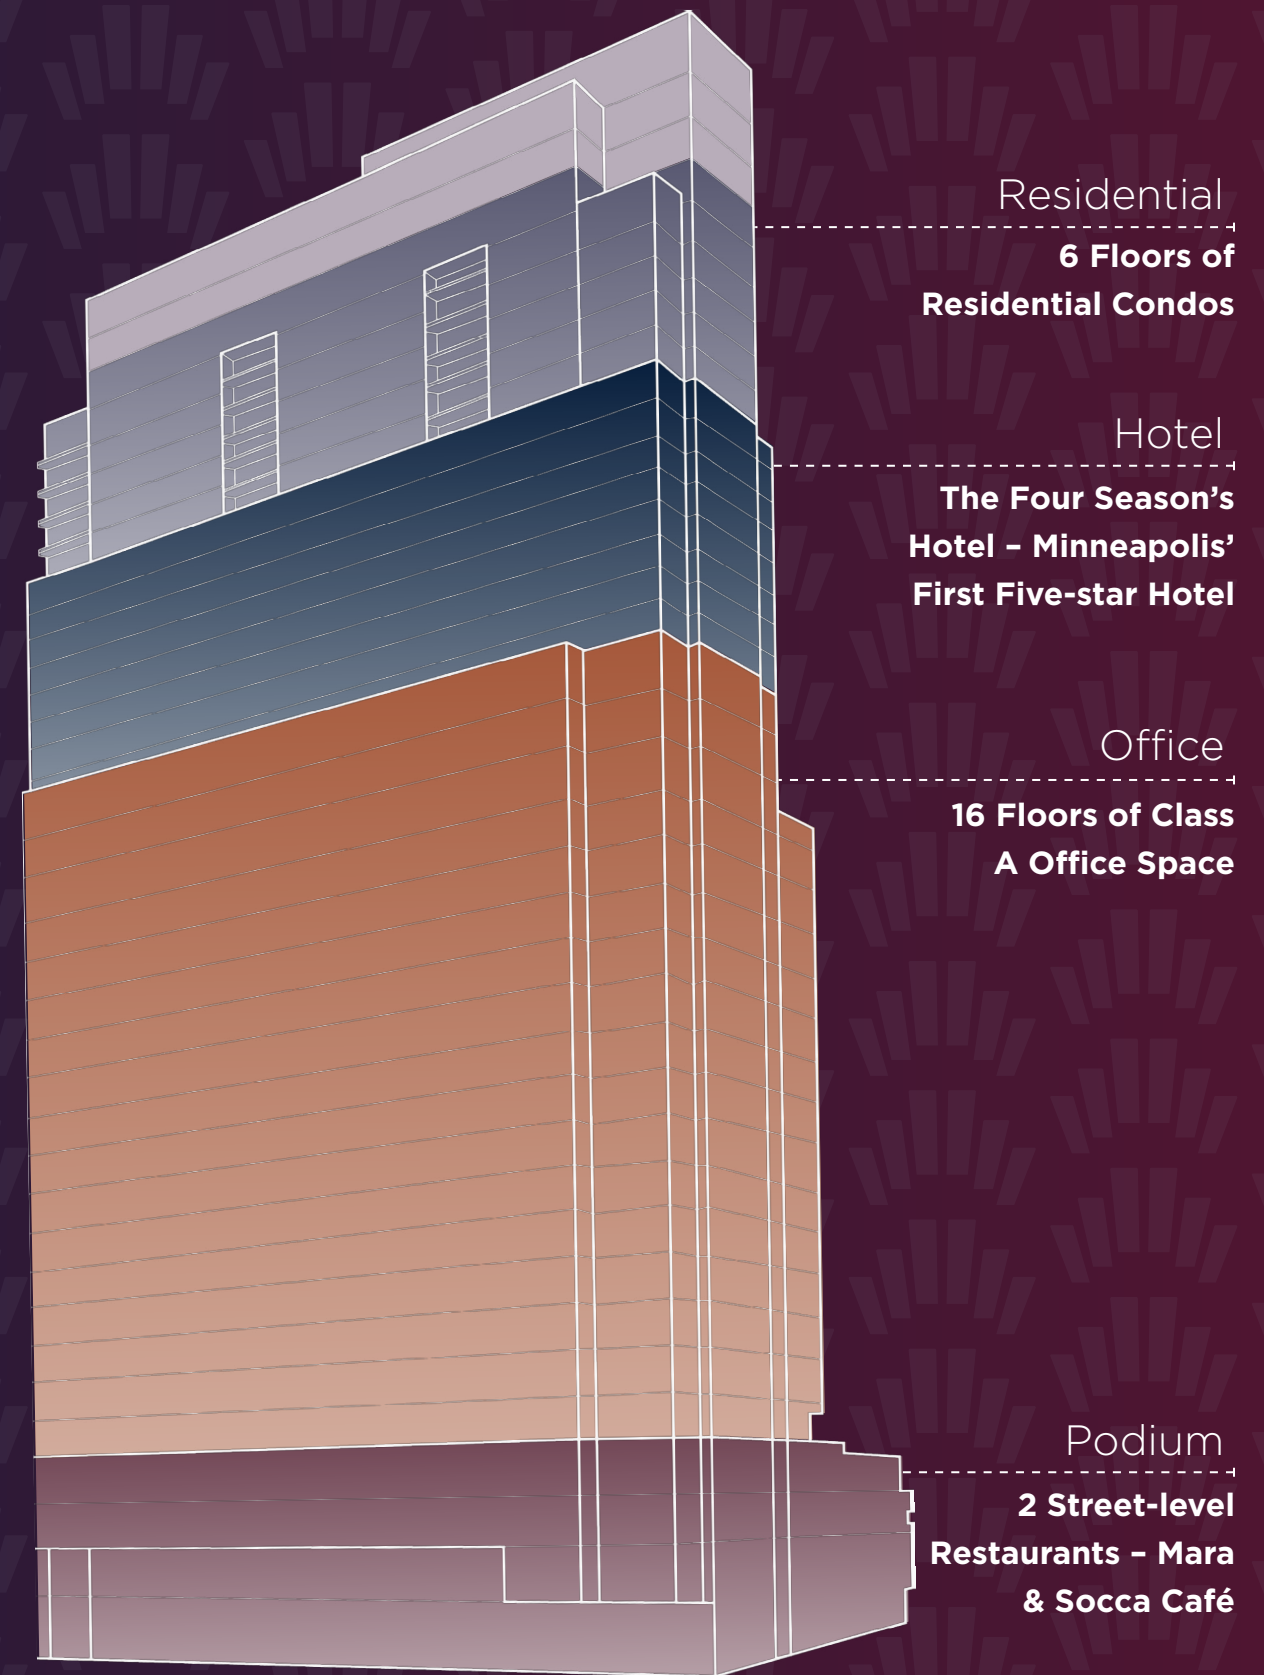 Residential
6 Floors of
Residential Condos
Hotel
The Four Season’s
Hotel – Minneapolis’
First Five-star Hotel
Office
16 Floors of Class
A Office Space
Podium
2 Street-level
Restaurants – Mara
& Socca Café